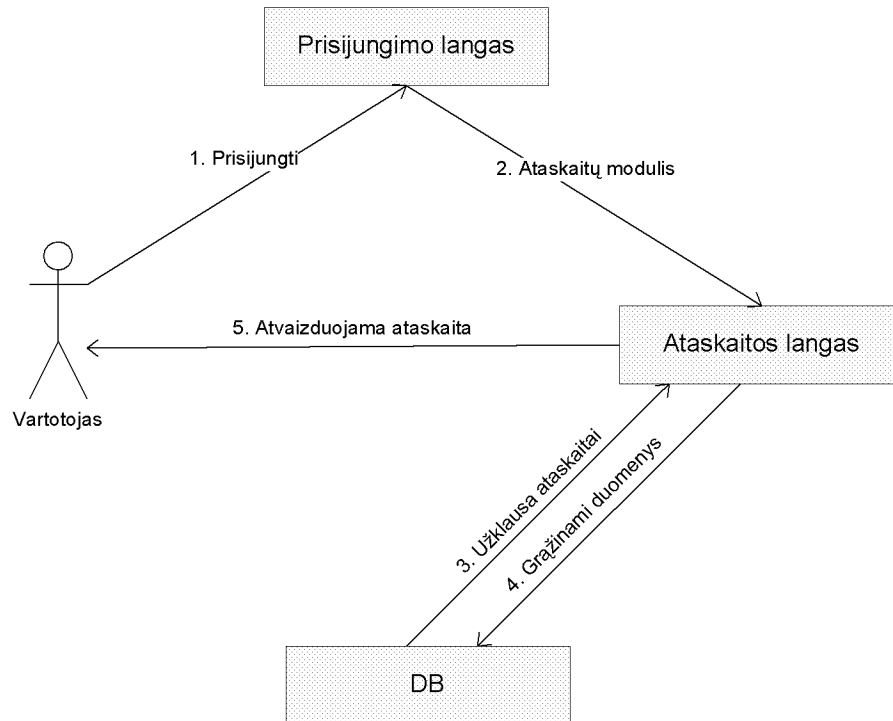 Prisijungimo langas
1. Prisijungti
2. Ataskaitų modulis
5. Atvaizduojama ataskaita
Ataskaitos langas
Vartotojas
3. Užklausa ataskaitai
4. Grąžinami duomenys
DB